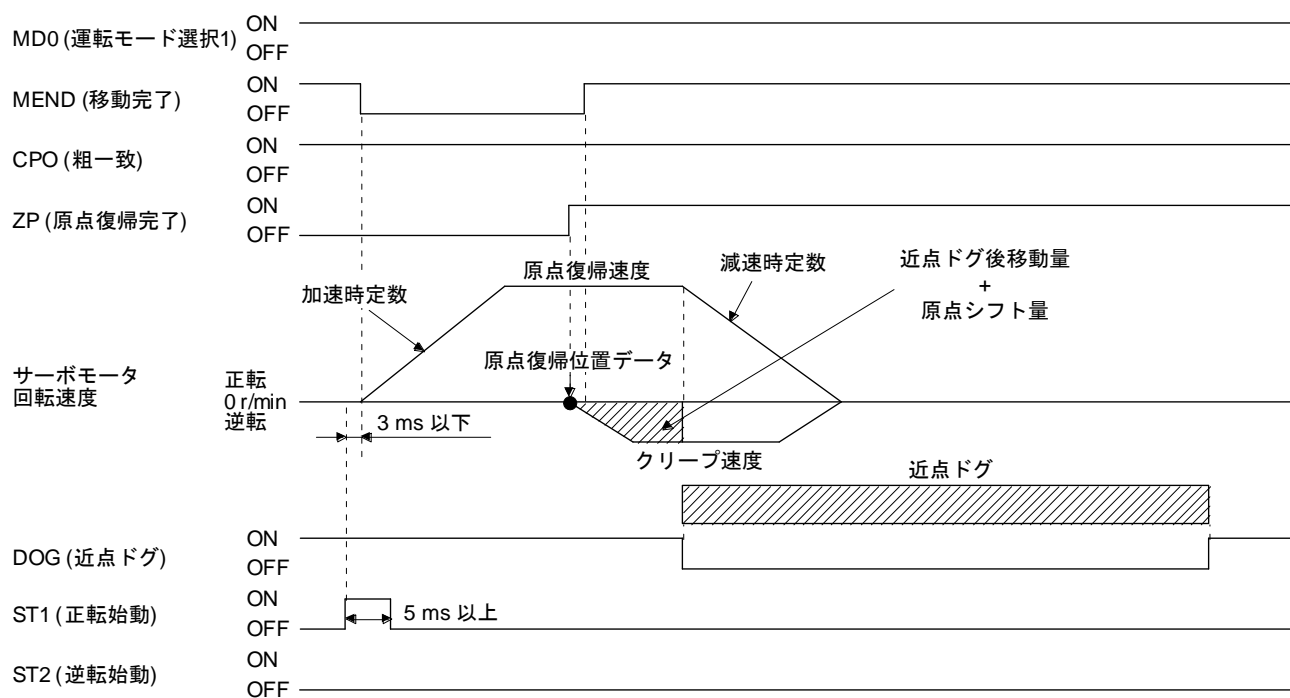 MD0 (運転モード選択1)
ON
OFF
MEND (移動完了)
ON
OFF
CPO (粗一致)
ON
OFF
ZP (原点復帰完了)
ON
OFF
原点復帰速度
減速時定数
近点ドグ後移動量
+
原点シフト量
加速時定数
原点復帰位置データ
サーボモータ
回転速度
正転
0 r/min
逆転
3 ms 以下
クリープ速度
近点ドグ
DOG (近点ドグ)
ON
OFF
ST1 (正転始動)
ON
OFF
5 ms 以上
ST2 (逆転始動)
ON
OFF